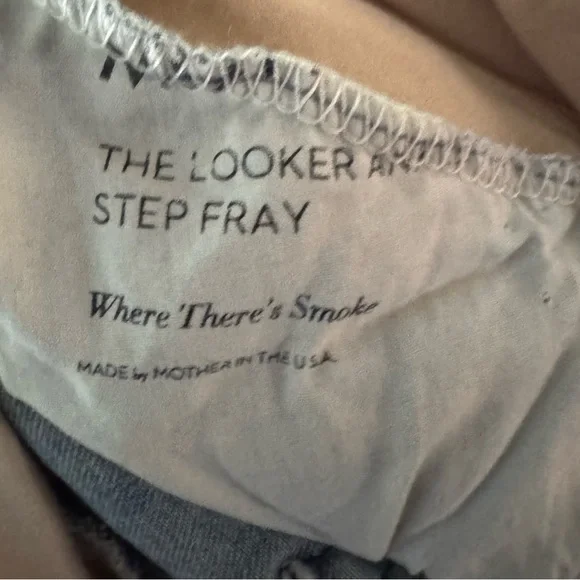 THE LOOKER
STEP FRAY
Where There's Smoke
MADE by MOTHER IN THE USA